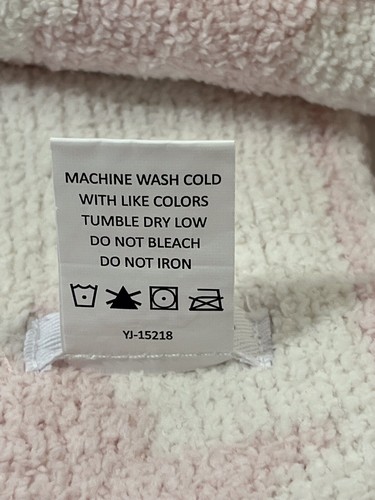 MACHINE WASH COLD
WITH LIKE COLORS
TUMBLE DRY LOW
DO NOT BLEACH
DO NOT IRON
YJ-15218